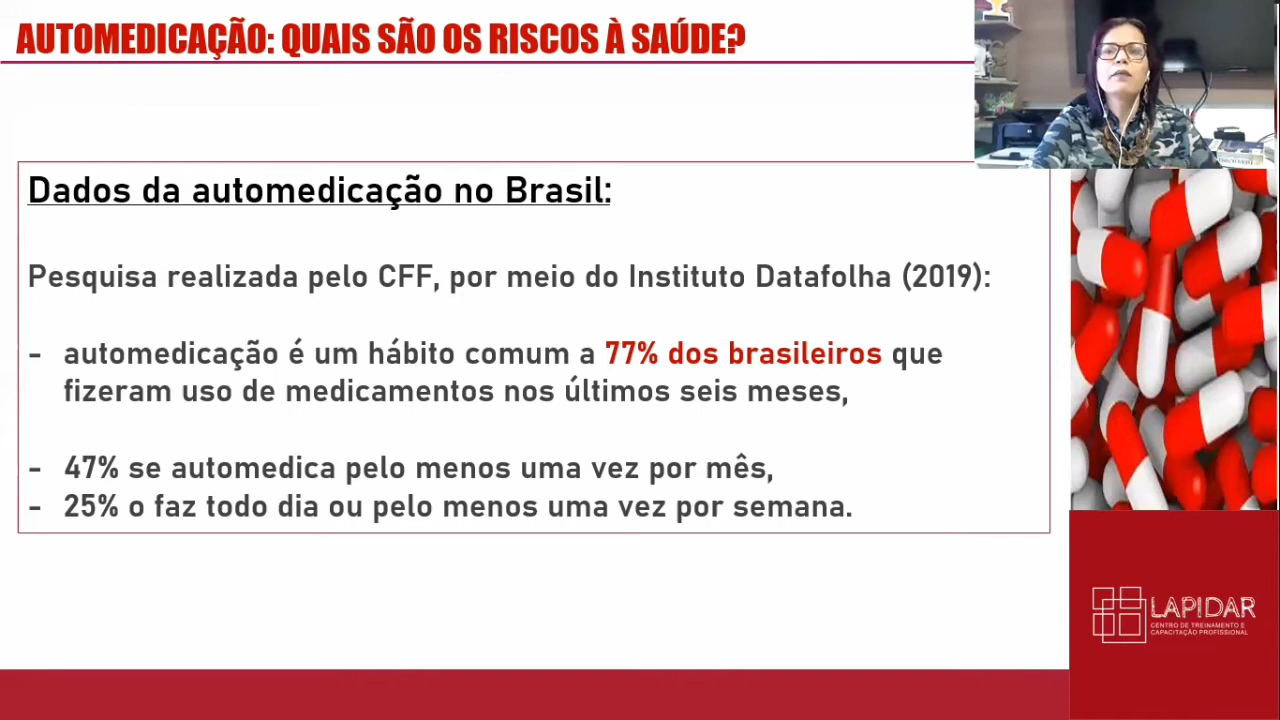 AUTOMEDICAÇÃO: QUAIS SÃO OS RISCOS À SAÚDE?
Dados da automedicação no Brasil:
Pesquisa realizada pelo CFF, por meio do Instituto Datafolha (2019):
- automedicação é um hábito comum a 77% dos brasileiros que
fizeram uso de medicamentos nos últimos seis meses,
- 47% se automedica pelo menos uma vez por mês,
- 25% o faz todo dia ou pelo menos uma vez por semana.
LAPIDAR
CENTRO DE TREINAMENTO E
CAPACITAÇÃO PROFISSIONAL